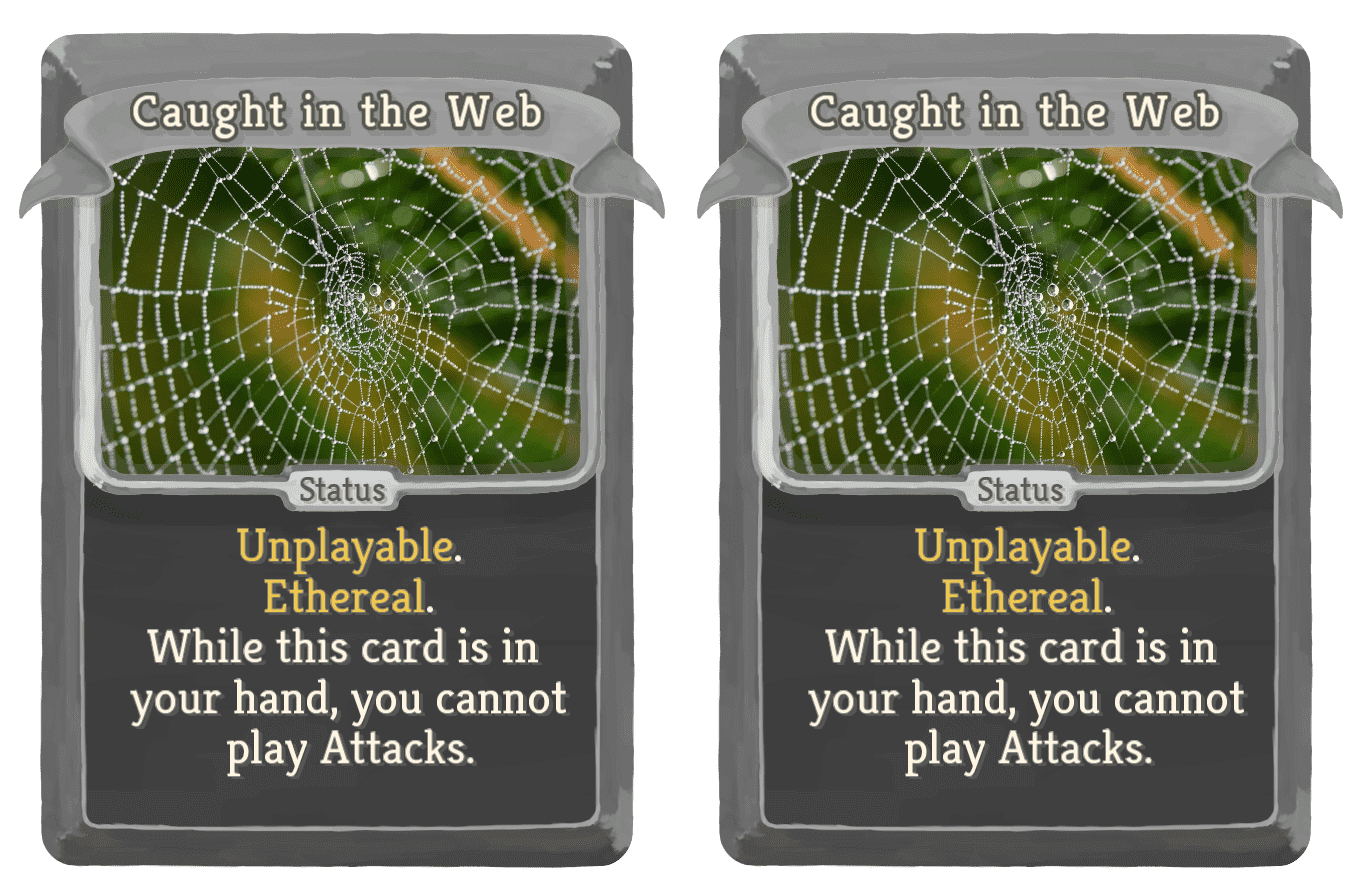 Caught in the Web
Status
Unplayable.
Ethereal.
While this card is in
your hand, you cannot
play Attacks.
Caught in the Web
Status
Unplayable.
Ethereal.
While this card is in
your hand, you cannot
play Attacks.